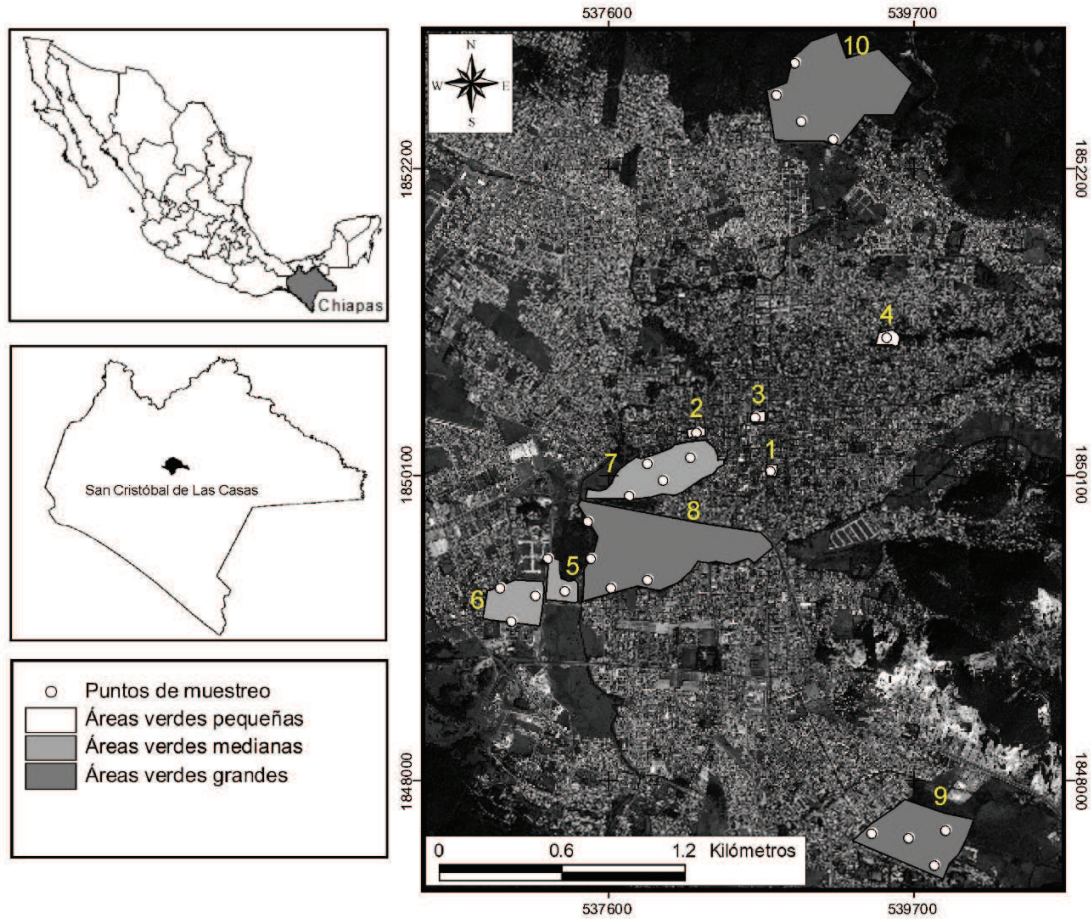 Chiapas
San Cristóbal de Las Casas
Puntos de muestreo
Áreas verdes pequeñas
Áreas verdes medianas
Áreas verdes grandes
537600
539700
N
W
E
S
10
1852200
1852200
4
3
2
1
7
1850100
1850100
8
5
6
9
1848000
1848000
0
0.6
1.2
Kilómetros
537600
539700